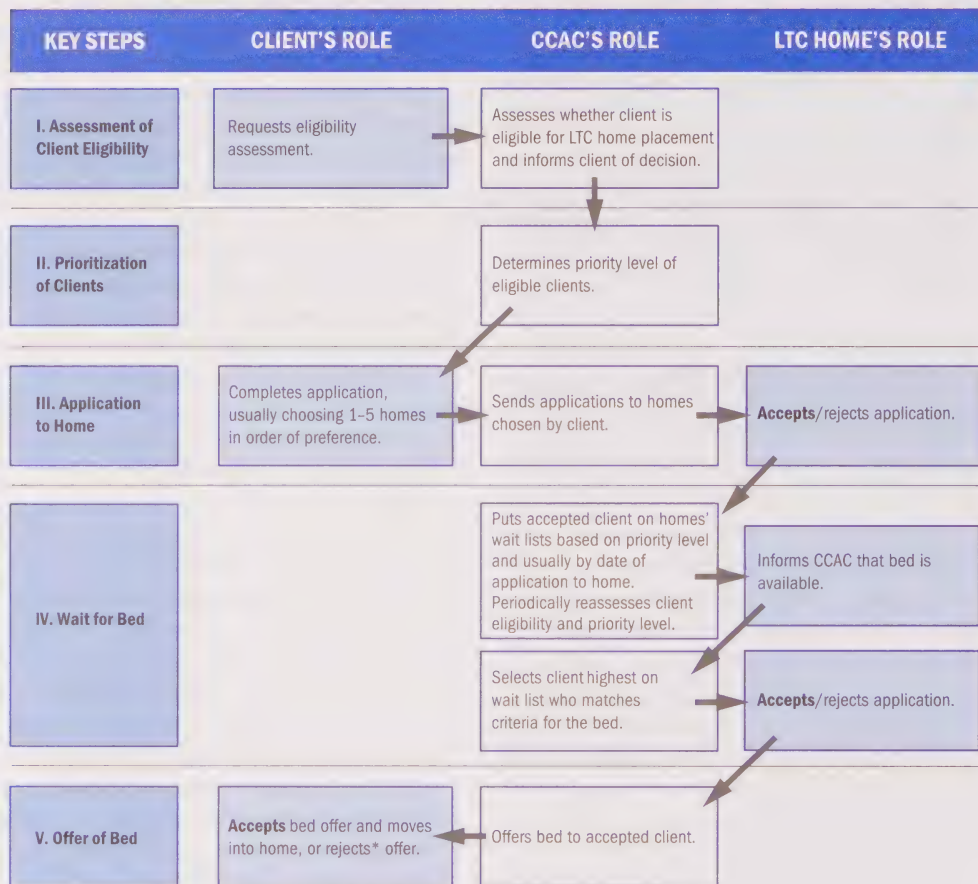 KEY STEPS
CLIENT'S ROLE
CCAC'S ROLE
LTC HOME'S ROLE
I. Assessment of
Client Eligibility
Requests eligibility
assessment.
Assesses whether client is
eligible for LTC home placement
and informs client of decision.
II. Prioritization
of Clients
Determines priority level of
eligible clients.
III. Application
to Home
Completes application,
usually choosing 1–5 homes
in order of preference.
Sends applications to homes
chosen by client.
Accepts/rejects application.
IV. Wait for Bed
Puts accepted client on homes'
wait lists based on priority level
and usually by date of
application to home.
Periodically reassesses client
eligibility and priority level.
Informs CCAC that bed is
available.
Selects client highest on
wait list who matches
criteria for the bed.
Accepts/rejects application.
V. Offer of Bed
Accepts bed offer and moves
into home, or rejects* offer.
Offers bed to accepted client.